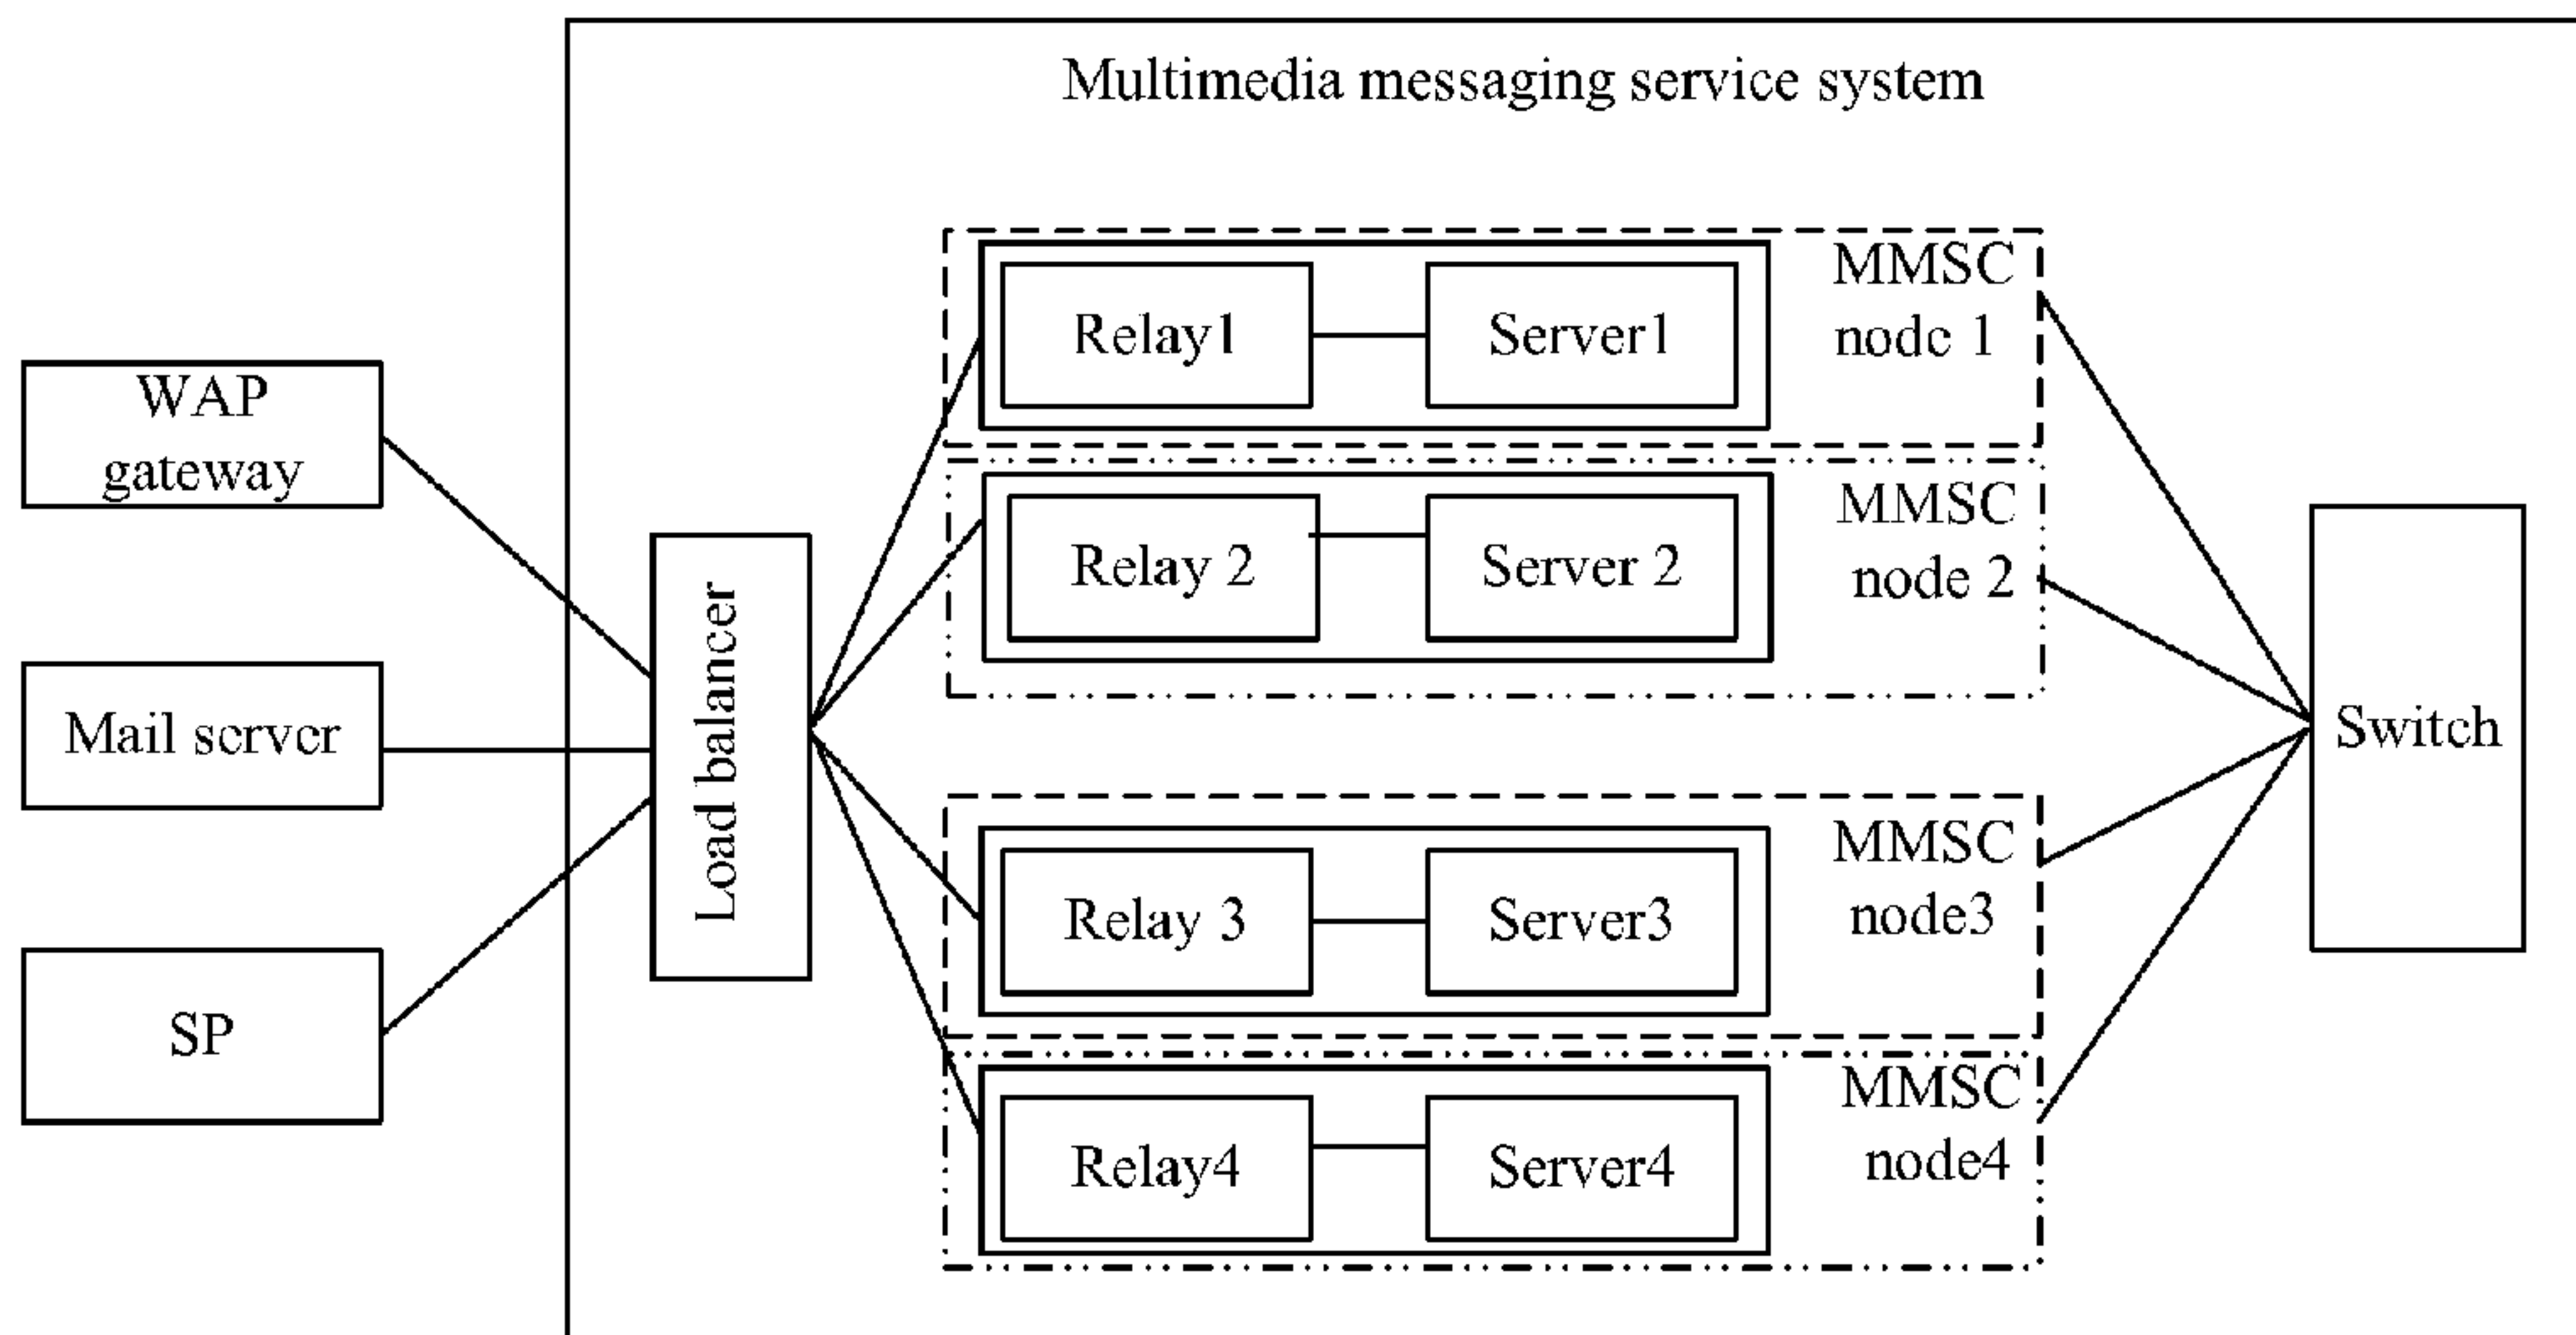 Multimedia messaging service system
WAP
gateway
Mail server
SP
Load balancer
Relay1
Server1
MMSC
node 1
Relay 2
Server 2
MMSC
node 2
Relay 3
Server3
MMSC
node3
Relay4
Server4
MMSC
node4
Switch